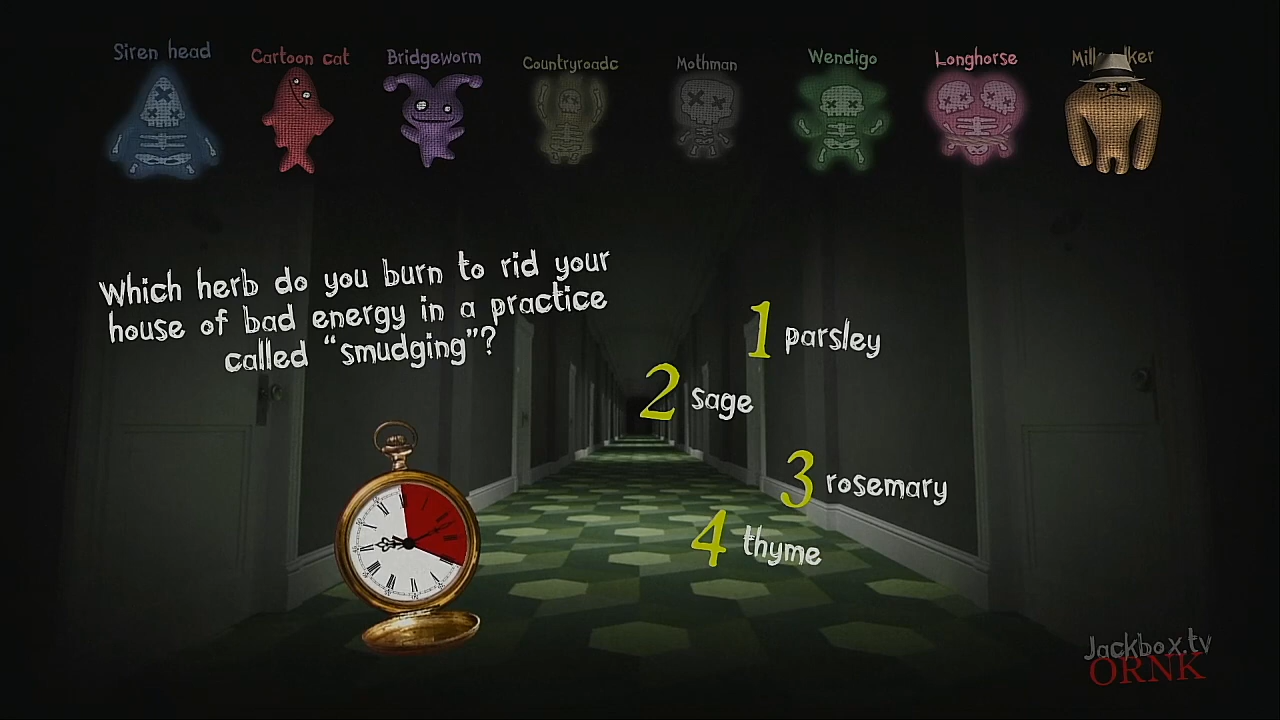 Siren head
Cartoon cat
Bridgeworm
Countryroadc
Mothman
Wendigo
Longhorse
Which herb do you burn to rid your
house of bad energy in a practice
called “smudging”?
1 parsley
2 sage
3 rosemary
4 thyme
Jackbox.tv
ORNK